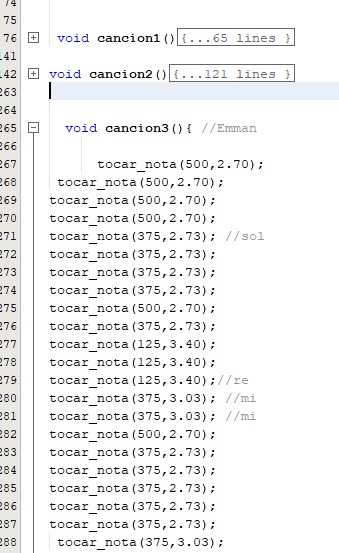 74
75
76 void cancion1() {...65 lines }
141
142 void cancion2() {...121 lines }
263
264
265 void cancion3(){ //Emman
266
267 tocar_nota(500,2.70);
268 tocar_nota(500,2.70);
269 tocar_nota(500,2.70);
270 tocar_nota(500,2.70);
271 tocar_nota(375,2.73); //sol
272 tocar_nota(375,2.73);
273 tocar_nota(375,2.73);
274 tocar_nota(375,2.73);
275 tocar_nota(500,2.70);
276 tocar_nota(375,2.73);
277 tocar_nota(125,3.40);
278 tocar_nota(125,3.40);
279 tocar_nota(125,3.40);//re
280 tocar_nota(375,3.03); //mi
281 tocar_nota(375,3.03); //mi
282 tocar_nota(500,2.70);
283 tocar_nota(375,2.73);
284 tocar_nota(375,2.73);
285 tocar_nota(375,2.73);
286 tocar_nota(375,2.73);
287 tocar_nota(375,2.73);
288 tocar_nota(375,3.03);